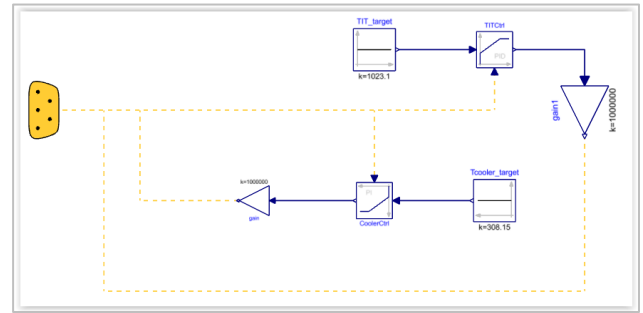 TIT_target
k=1023.1
TITCtrl
PID
gain1
k=1000000
k=1000000
gain
PI
CoolerCtrl
Tcooler_target
k=308.15